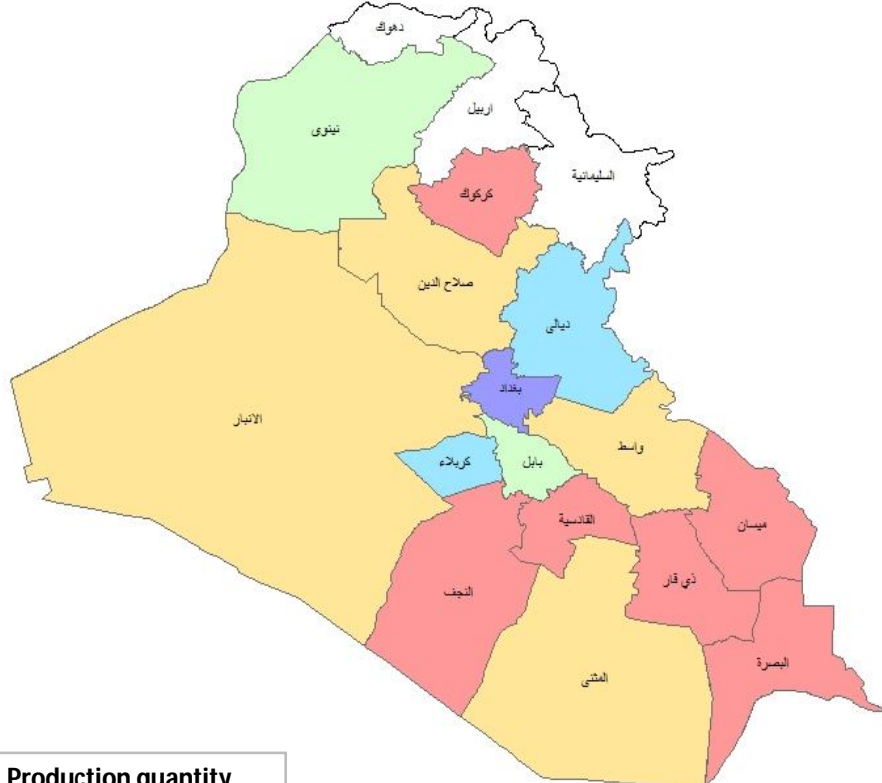 دهوك
اربيل
نينوى
السليمانية
كركوك
صلاح الدين
ديالى
بغداد
الانبار
واسط
كربلاء
بابل
القادسية
ميسان
ذي قار
النجف
البصرة
المثنى
Production quantity